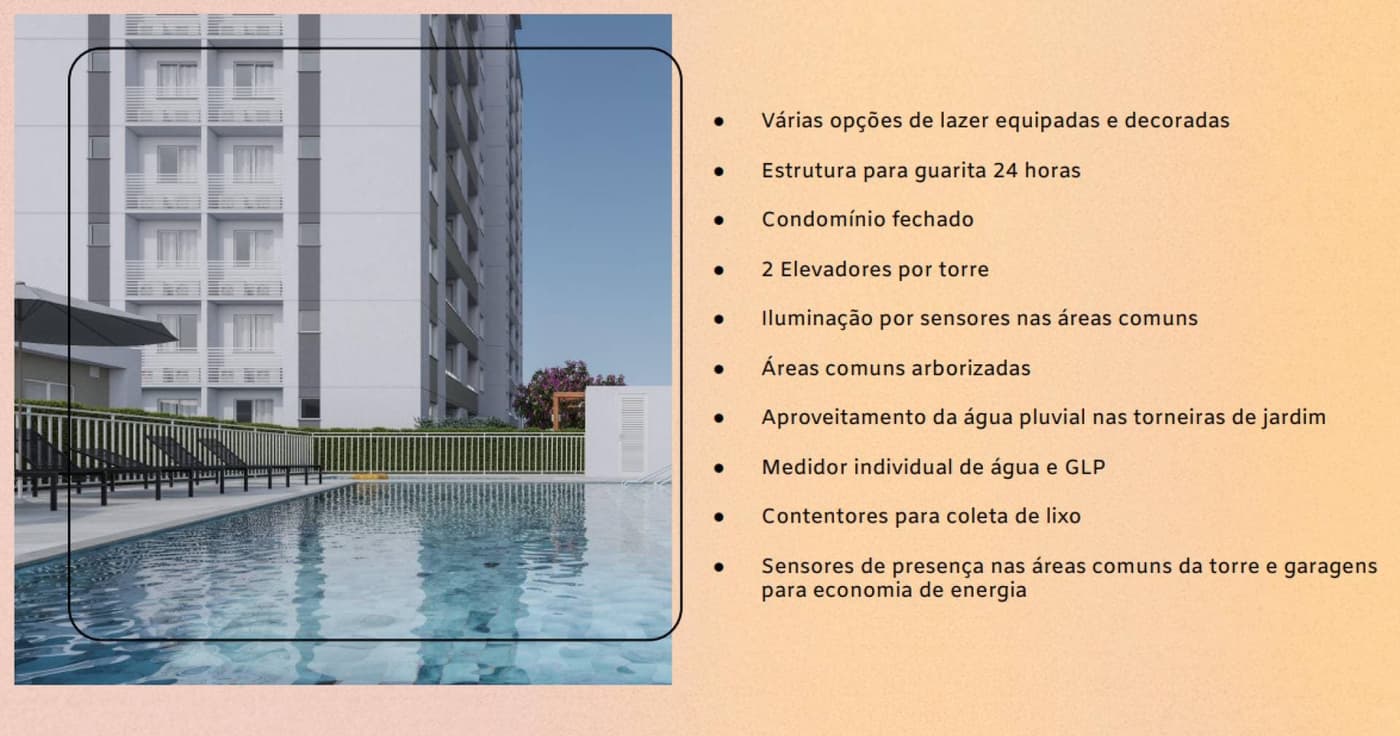 ● Várias opções de lazer equipadas e decoradas
● Estrutura para guarita 24 horas
● Condomínio fechado
● 2 Elevadores por torre
● Iluminação por sensores nas áreas comuns
● Áreas comuns arborizadas
● Aproveitamento da água pluvial nas torneiras de jardim
● Medidor individual de água e GLP
● Contentores para coleta de lixo
● Sensores de presença nas áreas comuns da torre e garagens
para economia de energia